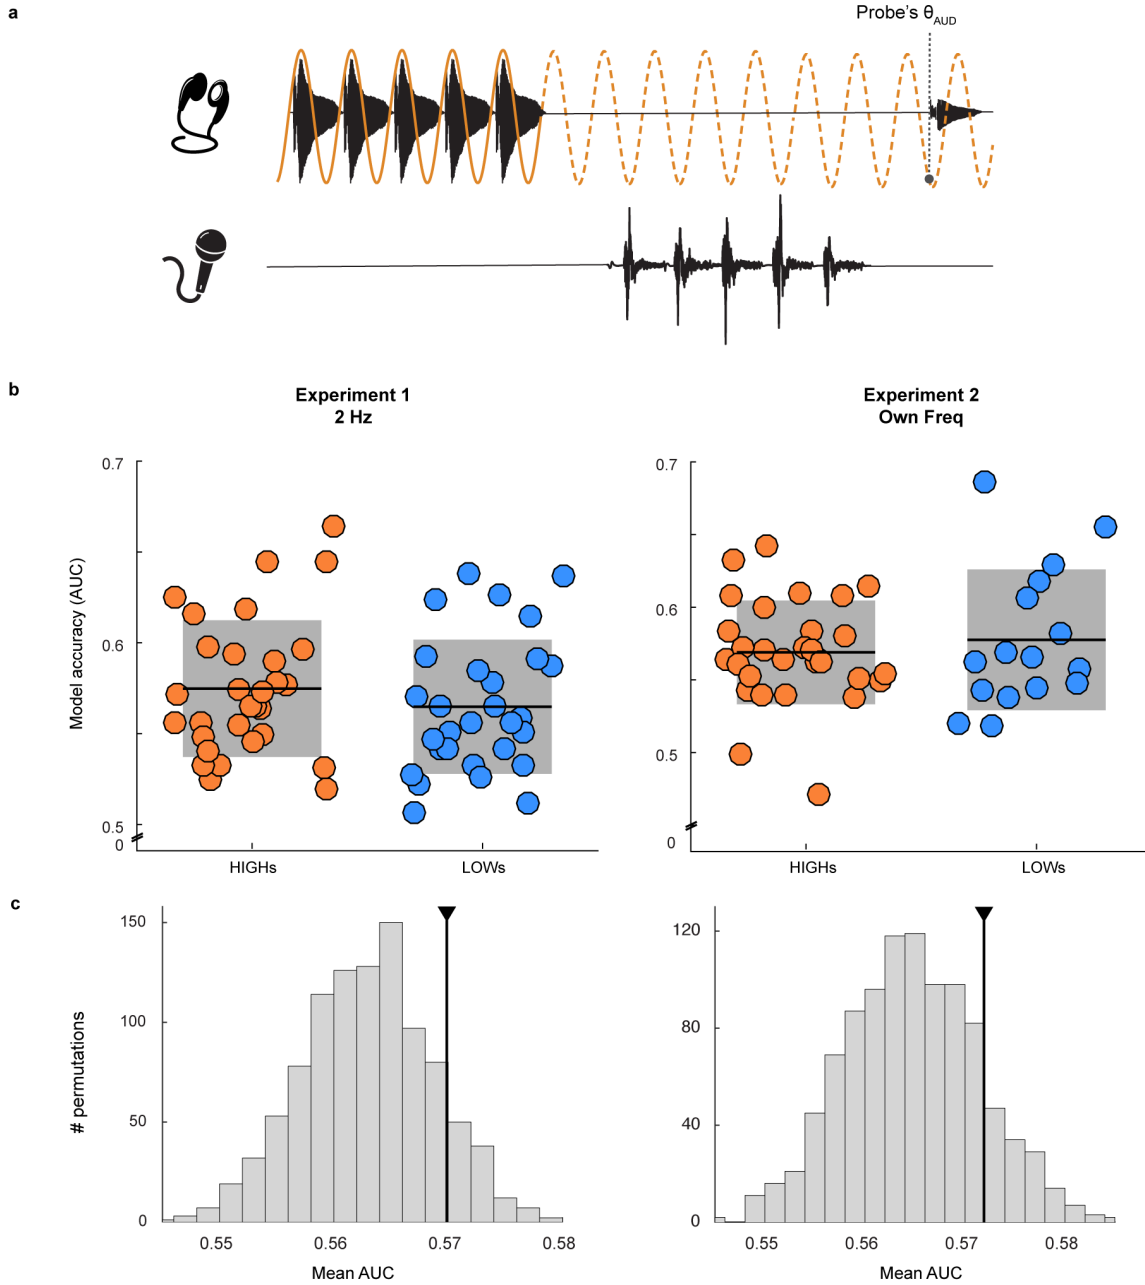 a
Probe's θAUD
b
Experiment 1
2 Hz
Experiment 2
Own Freq
Model accuracy (AUC)
0.7
0.6
0.5
0
HIGHs
LOWs
0.7
0.6
0.5
0
HIGHs
LOWs
c
# permutations
150
100
50
0
0.55
0.56
0.57
0.58
Mean AUC
120
80
40
0
0.55
0.56
0.57
0.58
Mean AUC